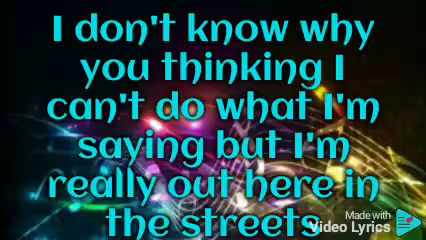 I don't know why
you thinking I
can't do what I'm
saying but I'm
really out here in
the streets
Made with
Video Lyrics